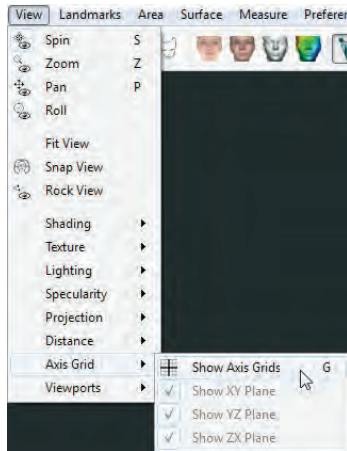 View Landmarks Area Surface Measure
Spin S
Zoom Z
Pan P
Roll
Fit View
Snap View
Rock View
Shading
Texture
Lighting
Specularity
Projection
Distance
Axis Grid
Show Axis Grids G
Viewports
Show XY Plane
Show YZ Plane
Show ZX Plane